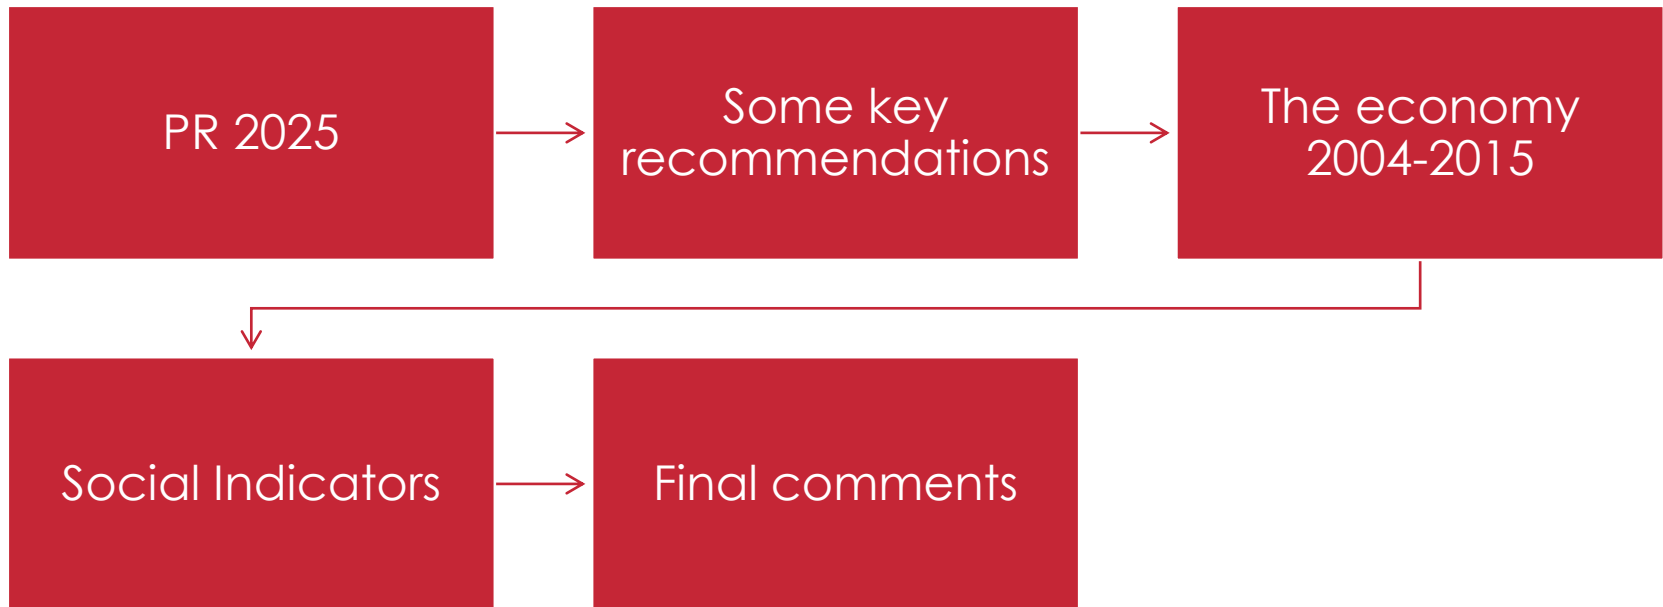 PR 2025
Some key
recommendations
The economy
2004-2015
Social Indicators
Final comments